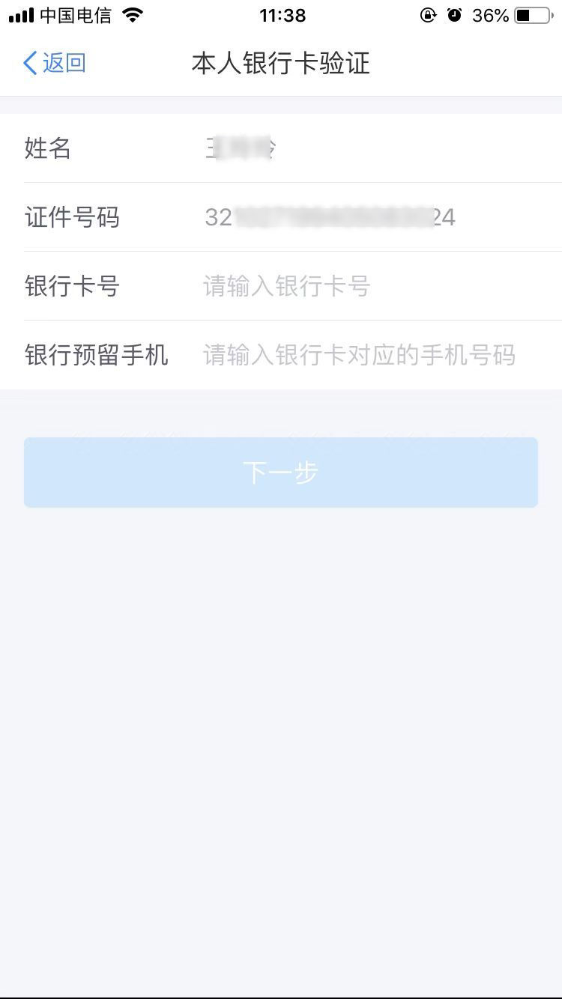 中国电信 11:38 36%
返回 本人银行卡验证
姓名
证件号码 32 24
银行卡号 请输入银行卡号
银行预留手机 请输入银行卡对应的手机号码
下一步